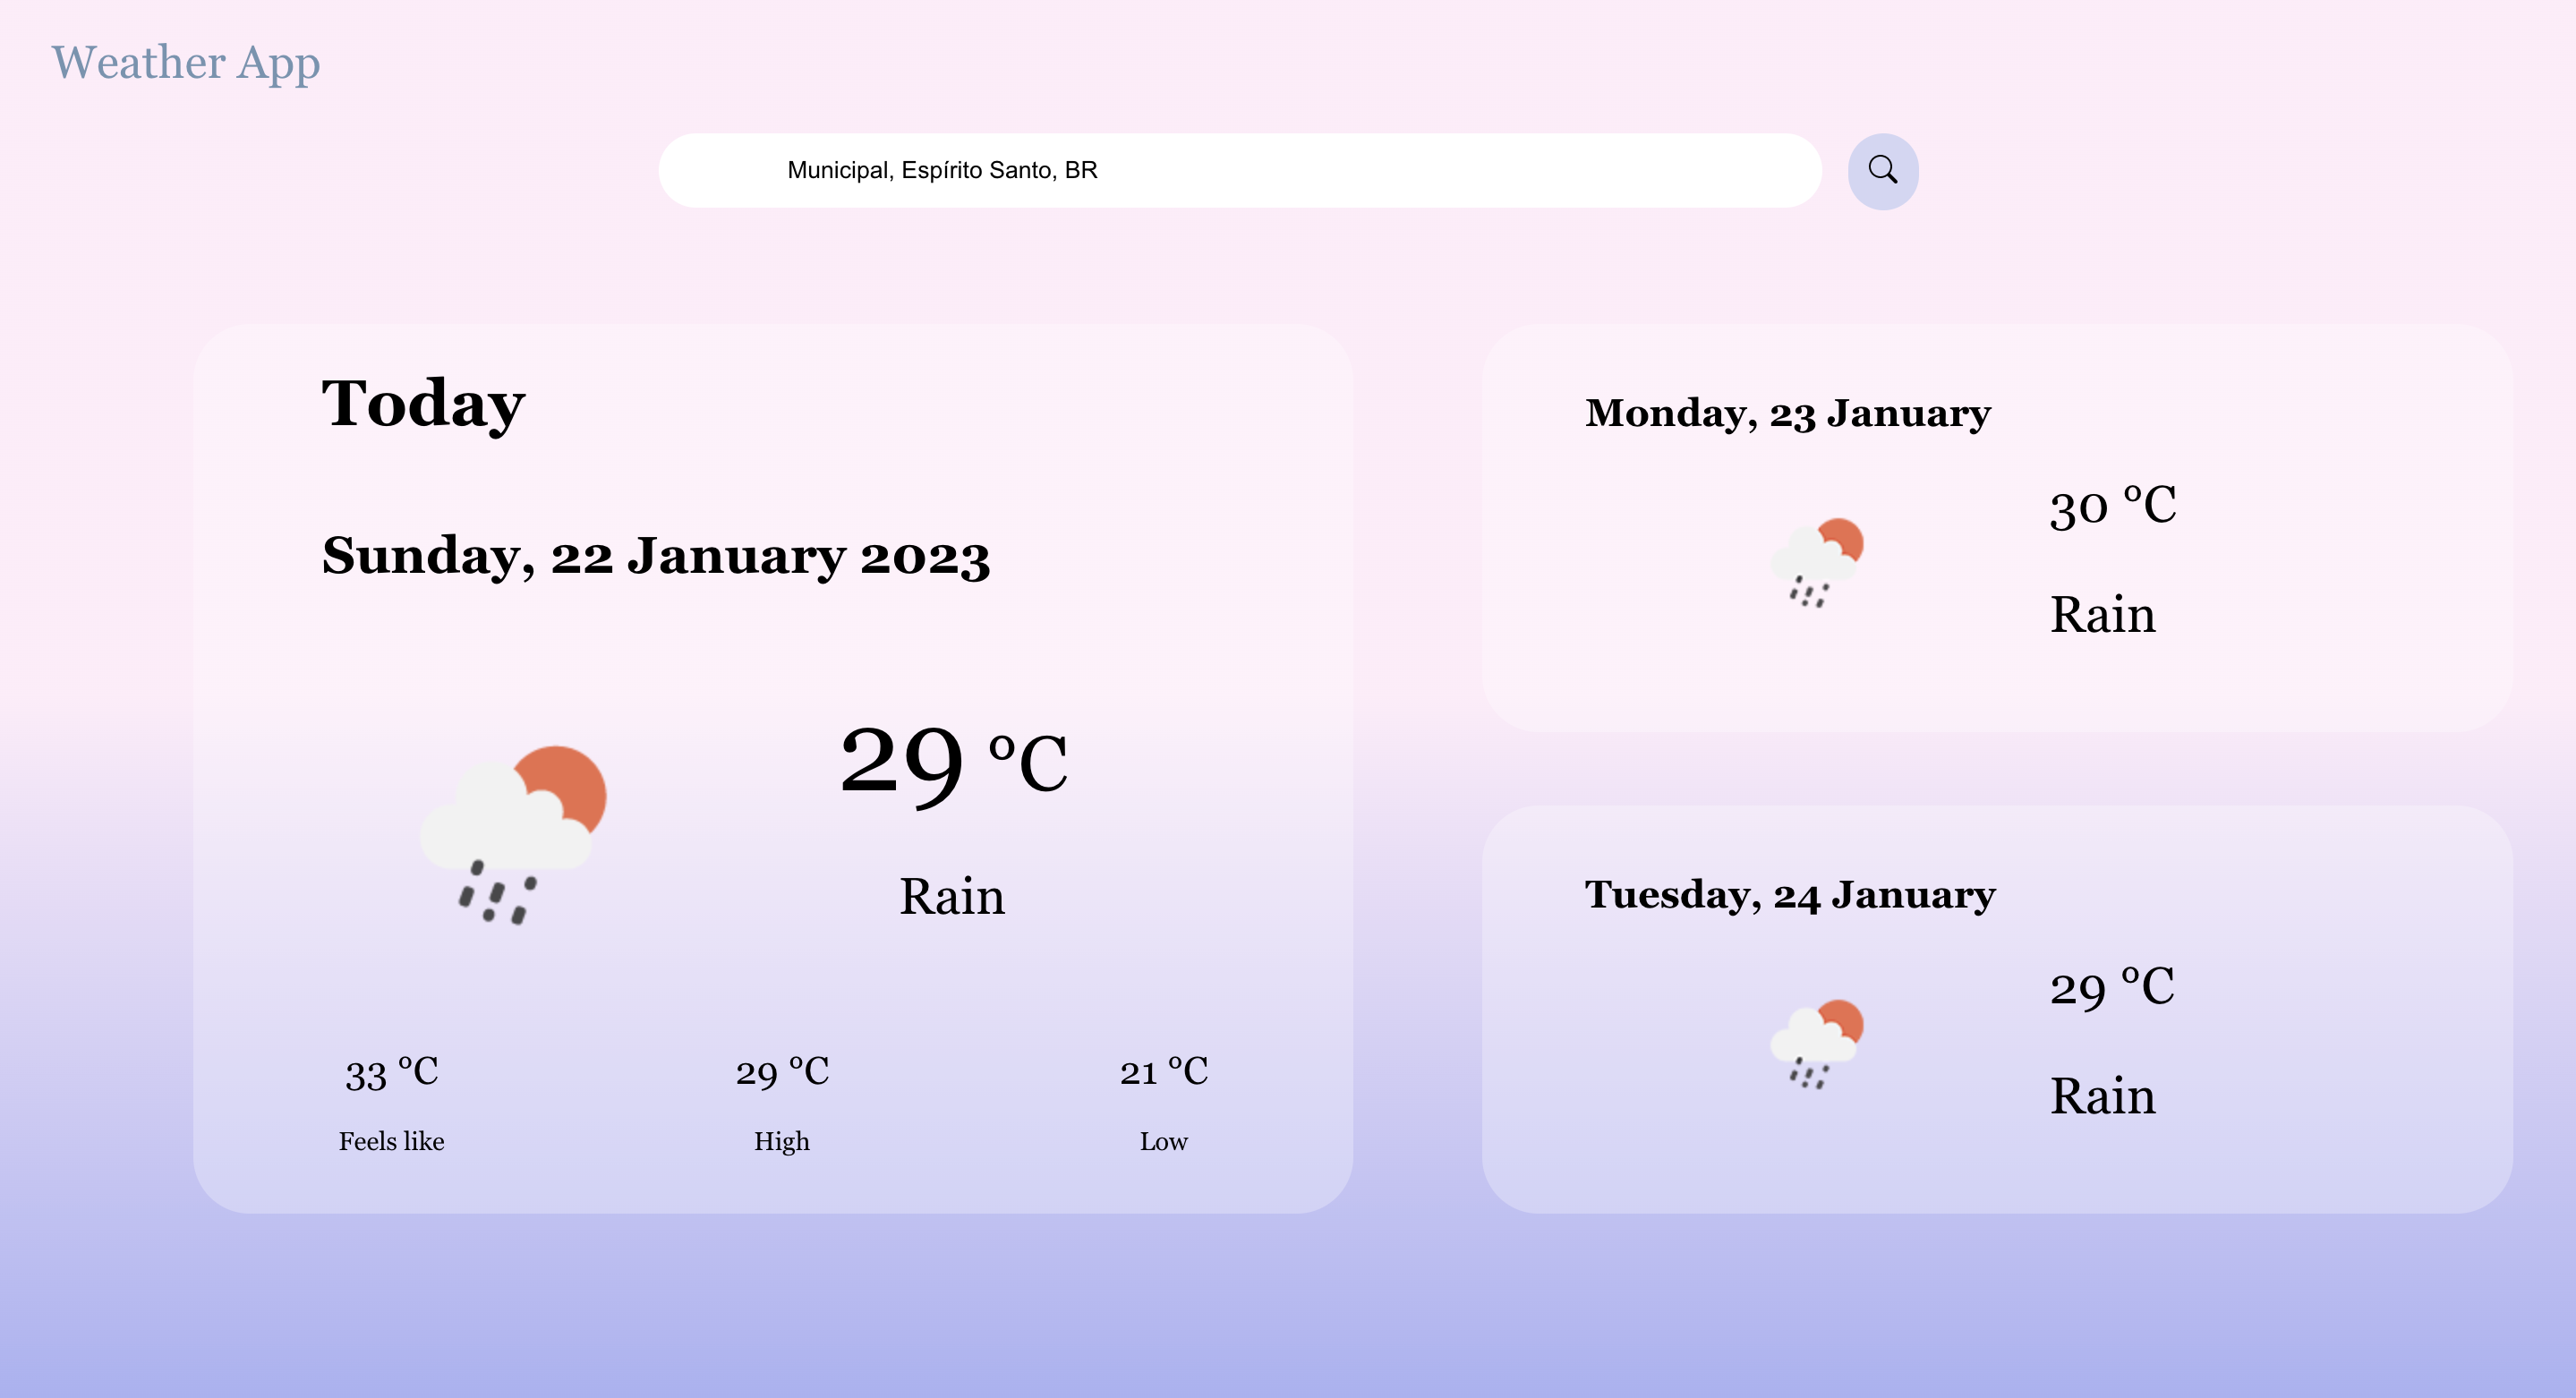 Weather App
Municipal, Espírito Santo, BR
Today
Sunday, 22 January 2023
29 °C
Rain
33 °C
Feels like
29 °C
High
21 °C
Low
Monday, 23 January
30 °C
Rain
Tuesday, 24 January
29 °C
Rain